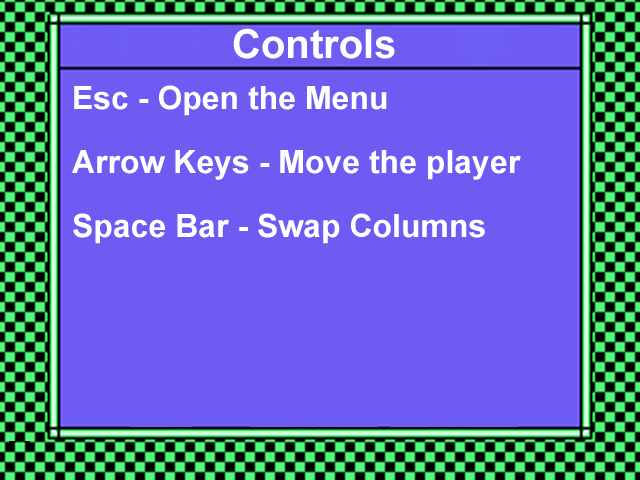 Controls
Esc - Open the Menu
Arrow Keys - Move the player
Space Bar - Swap Columns